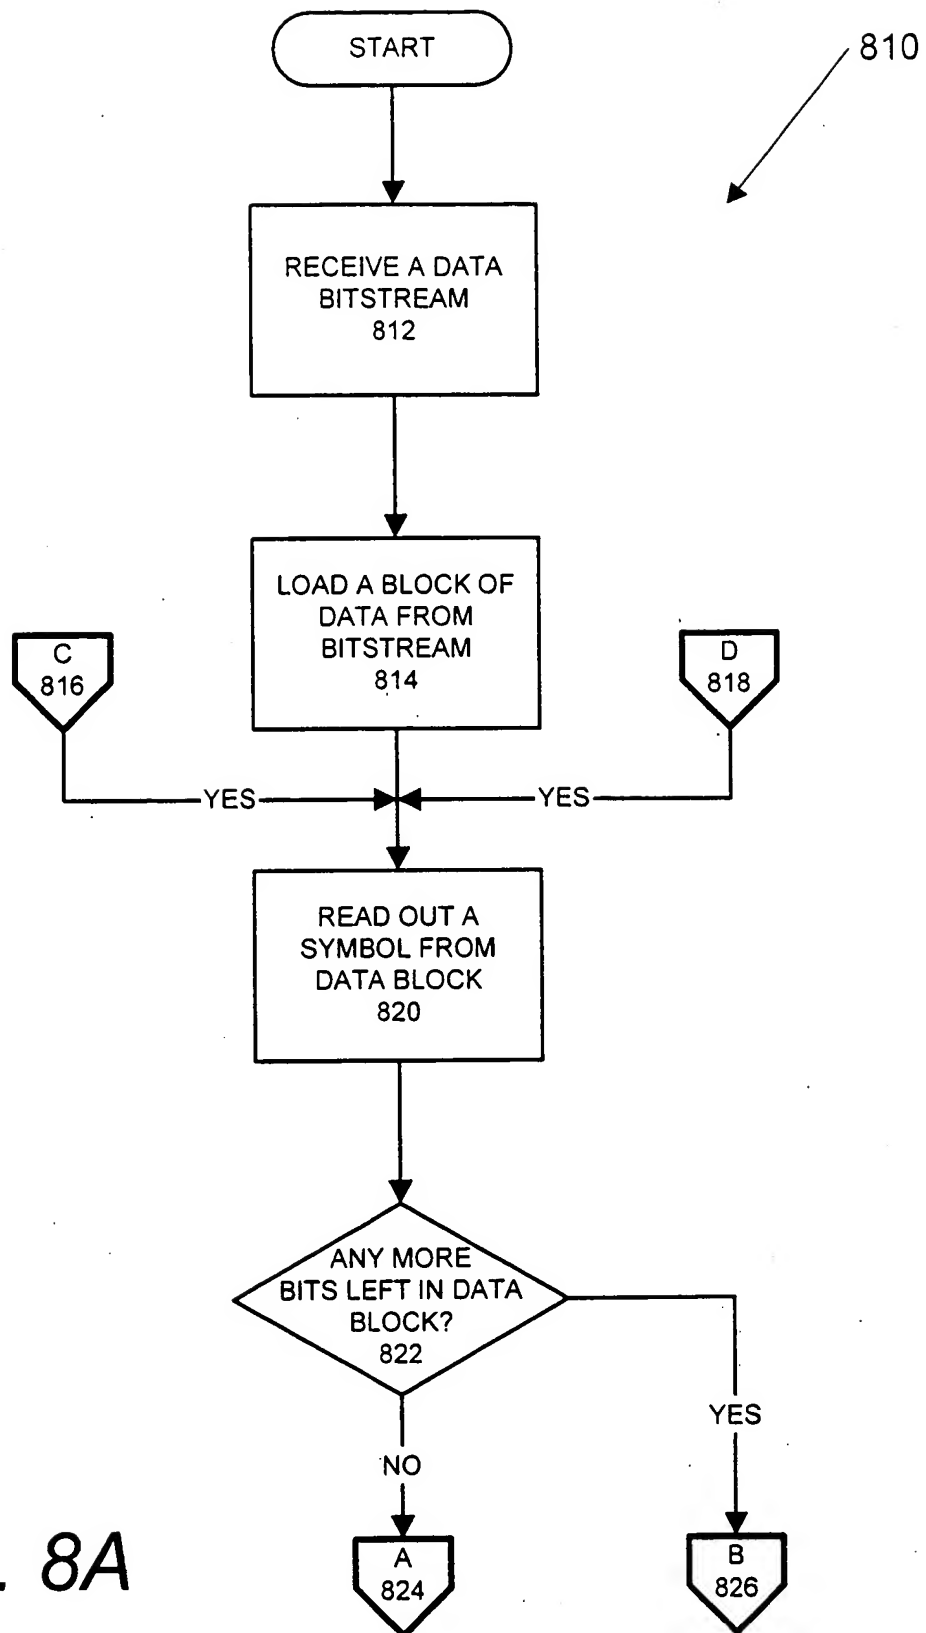 START
810
RECEIVE A DATA
BITSTREAM
812
LOAD A BLOCK OF
DATA FROM
BITSTREAM
814
C
816
D
818
YES
YES
READ OUT A
SYMBOL FROM
DATA BLOCK
820
ANY MORE
BITS LEFT IN DATA
BLOCK?
822
YES
NO
A
824
B
826
. 8A